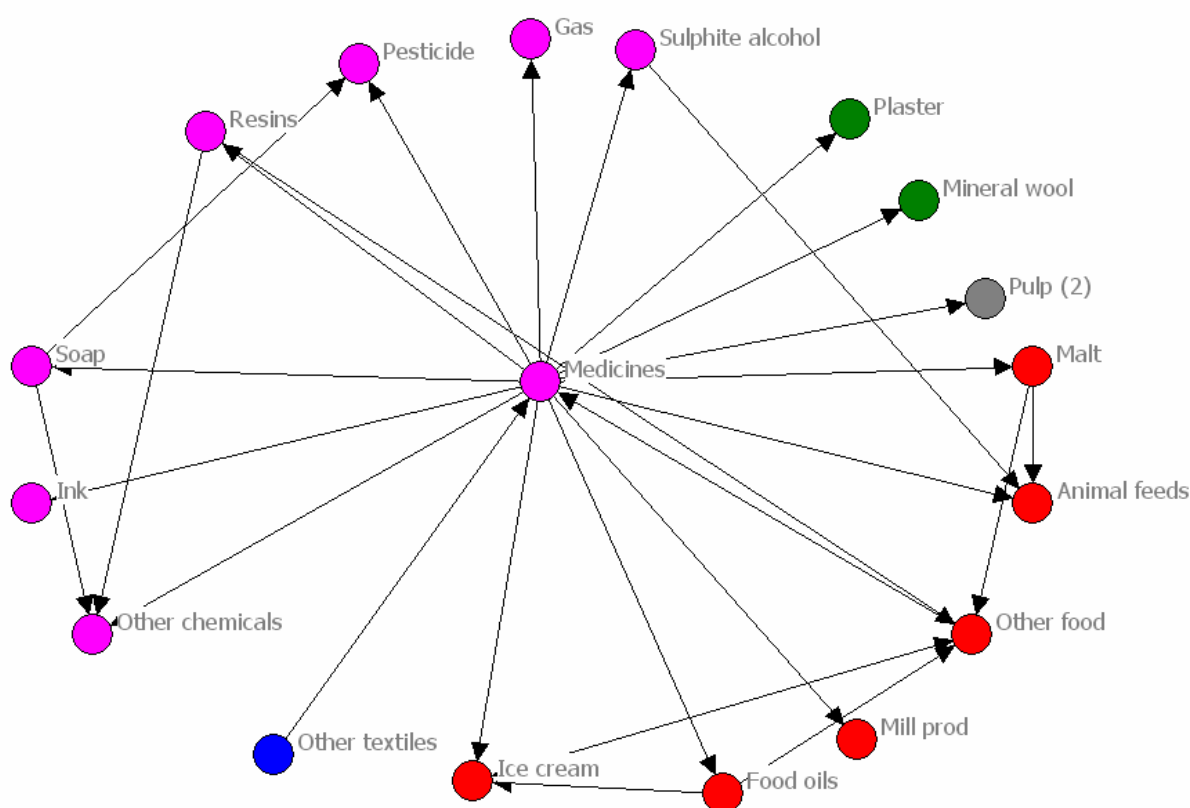 Gas
Sulphite alcohol
Pesticide
Plaster
Resins
Mineral wool
Pulp (2)
Soap
Malt
Medicines
Ink
Animal feeds
Other chemicals
Other food
Mill prod
Other textiles
Ice cream
Food oils